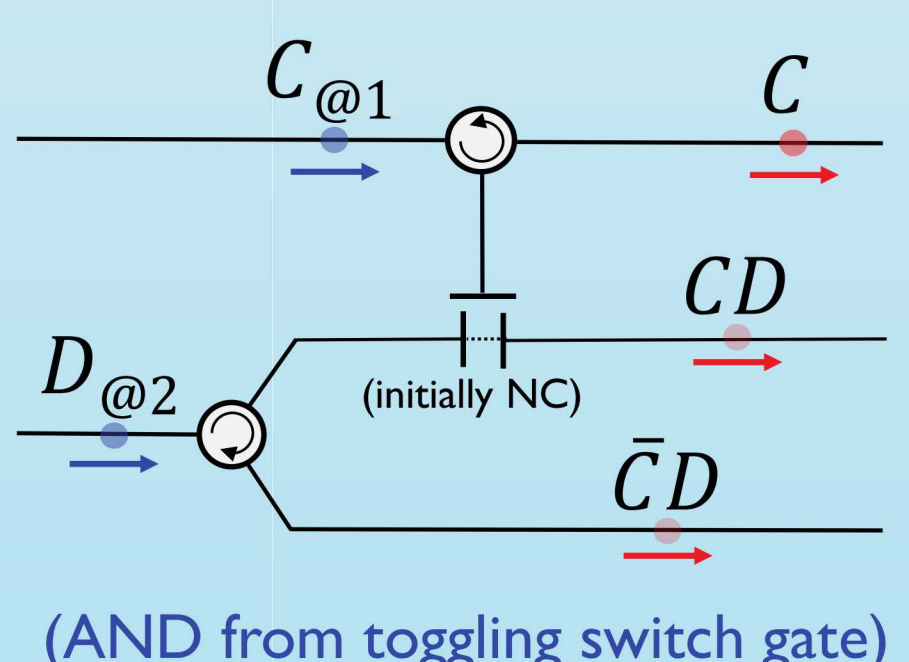 C@1
C
CD
D@2
(initially NC)
C̄D
(AND from toggling switch gate)